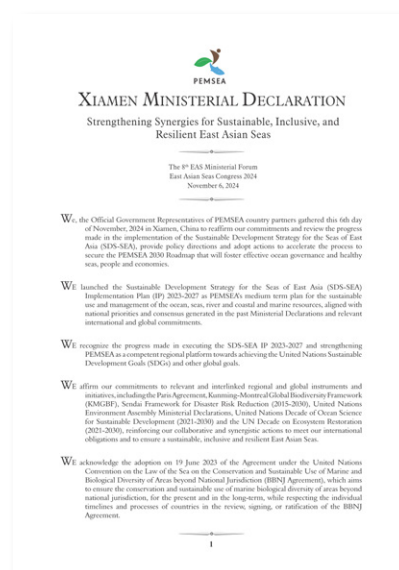 PEMSEA
XIAMEN MINISTERIAL DECLARATION
Strengthening Synergies for Sustainable, Inclusive, and
Resilient East Asian Seas
The 8th EAS Ministerial Forum
East Asian Seas Congress 2024
November 6, 2024
We, the Official Government Representatives of PEMSEA country partners gathered this 6th day
of November, 2024 in Xiamen, China to reaffirm our commitments and review the progress
made in the implementation of the Sustainable Development Strategy for the Seas of East
Asia (SDS-SEA), provide policy directions and adopt actions to accelerate the process to
secure the PEMSEA 2030 Roadmap that will foster effective ocean governance and healthy
seas, people and economies.
WE launched the Sustainable Development Strategy for the Seas of East Asia (SDS-SEA)
Implementation Plan (IP) 2023-2027 as PEMSEA's medium term plan for the sustainable
use and management of the ocean, seas, river and coastal and marine resources, aligned with
national priorities and consensus generated in the past Ministerial Declarations and relevant
international and global commitments.
WE recognize the progress made in executing the SDS-SEA IP 2023-2027 and strengthening
PEMSEA as a competent regional platform towards achieving the United Nations Sustainable
Development Goals (SDGs) and other global goals.
WE affirm our commitments to relevant and interlinked regional and global instruments and
initiatives, including the Paris Agreement, Kunming-Montreal Global Biodiversity Framework
(KMGBF), Sendai Framework for Disaster Risk Reduction (2015-2030), United Nations
Environment Assembly Ministerial Declarations, United Nations Decade of Ocean Science
for Sustainable Development (2021-2030) and the UN Decade on Ecosystem Restoration
(2021-2030), reinforcing our collaborative and synergistic actions to meet our international
obligations and to ensure a sustainable, inclusive and resilient East Asian Seas.
WE acknowledge the adoption on 19 June 2023 of the Agreement under the United Nations
Convention on the Law of the Sea on the Conservation and Sustainable Use of Marine and
Biological Diversity of Areas beyond National Jurisdiction (BBNJ Agreement), which aims
to ensure the conservation and sustainable use of marine biological diversity of areas beyond
national jurisdiction, for the present and in the long-term, while respecting the individual
timelines and processes of countries in the review, signing, or ratification of the BBNJ
Agreement.
1